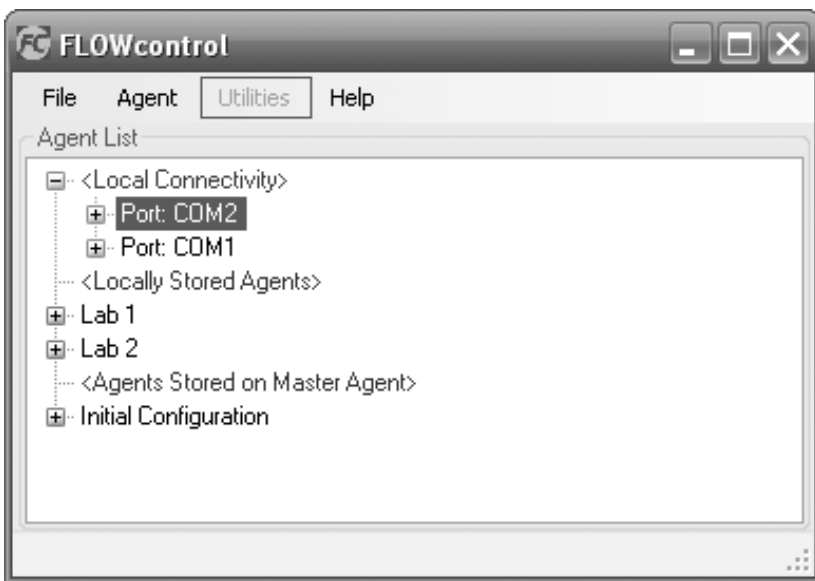 FC FLOWcontrol
File Agent Utilities Help
Agent List
<Local Connectivity>
Port: COM2
Port: COM1
<Locally Stored Agents>
Lab 1
Lab 2
<Agents Stored on Master Agent>
Initial Configuration